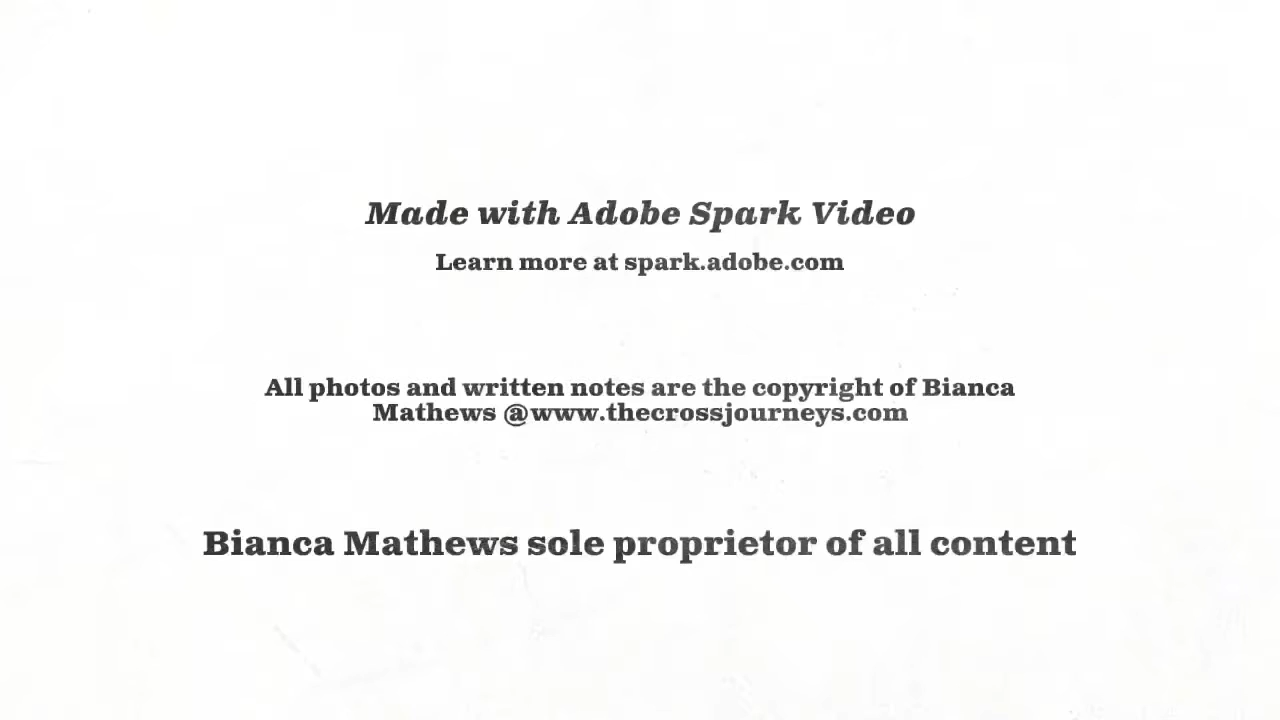 Made with Adobe Spark Video
Learn more at spark.adobe.com
All photos and written notes are the copyright of Bianca
Mathews @www.thecrossjourneys.com
Bianca Mathews sole proprietor of all content